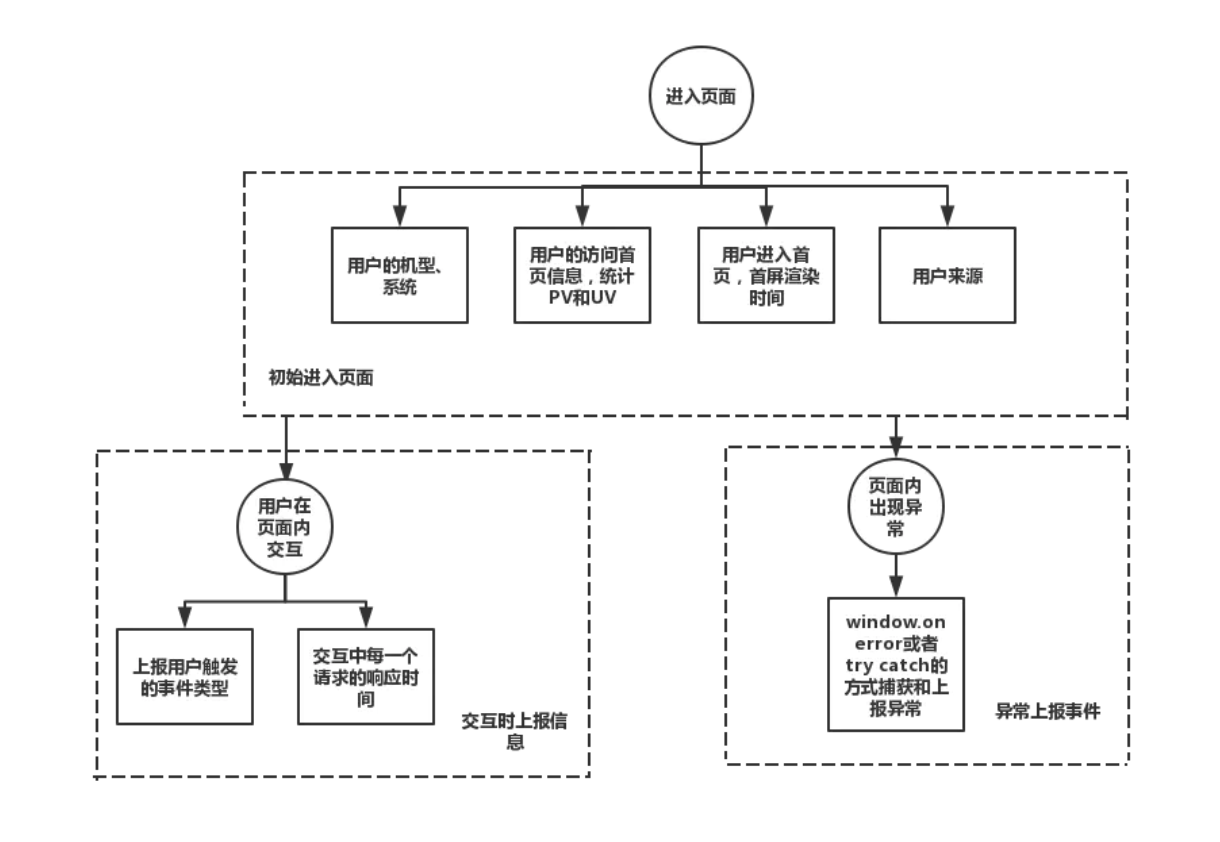 进入页面
用户的机型、
系统
用户的访问首
页信息，统计
PV和UV
用户进入首
页，首屏渲染
时间
用户来源
初始进入页面
用户在
页面内
交互
上报用户触发
的事件类型
交互中每一个
请求的响应时
间
交互时上报信
息
页面内
出现异
常
window.on
error或者
try catch的
方式捕获和上
报异常
异常上报事件